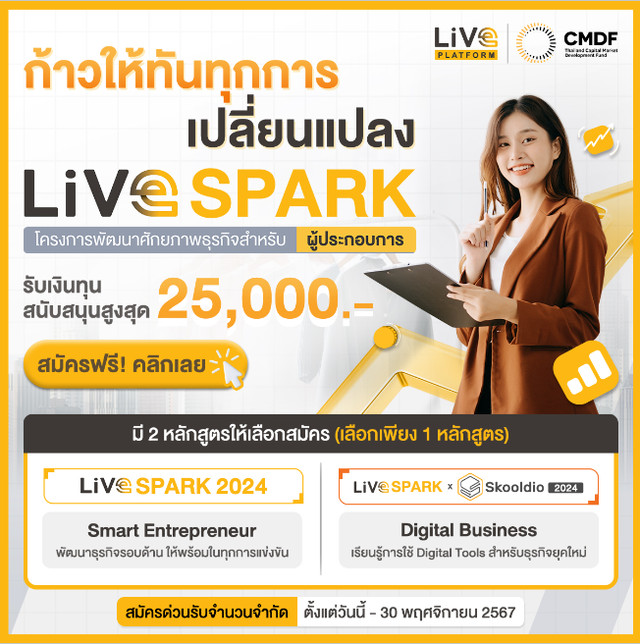 LiVe
PLATFORM
CMDF
Thai and Capital Market
Development Fund
ก้าวให้ทันทุกการ
เปลี่ยนแปลง
LiVe SPARK
โครงการพัฒนาศักยภาพธุรกิจสำหรับ ผู้ประกอบการ
รับเงินทุน
สนับสนุนสูงสุด 25,000.-
สมัครฟรี! คลิกเลย
มี 2 หลักสูตรให้เลือกสมัคร (เลือกเพียง 1 หลักสูตร)
LiVe SPARK 2024
Smart Entrepreneur
พัฒนาธุรกิจรอบด้าน ให้พร้อมในทุกการแข่งขัน
LiVe SPARK x Skooldio 2024
Digital Business
เรียนรู้การใช้ Digital Tools สำหรับธุรกิจยุคใหม่
สมัครด่วนรับจำนวนจำกัด ตั้งแต่วันนี้ - 30 พฤศจิกายน 2567